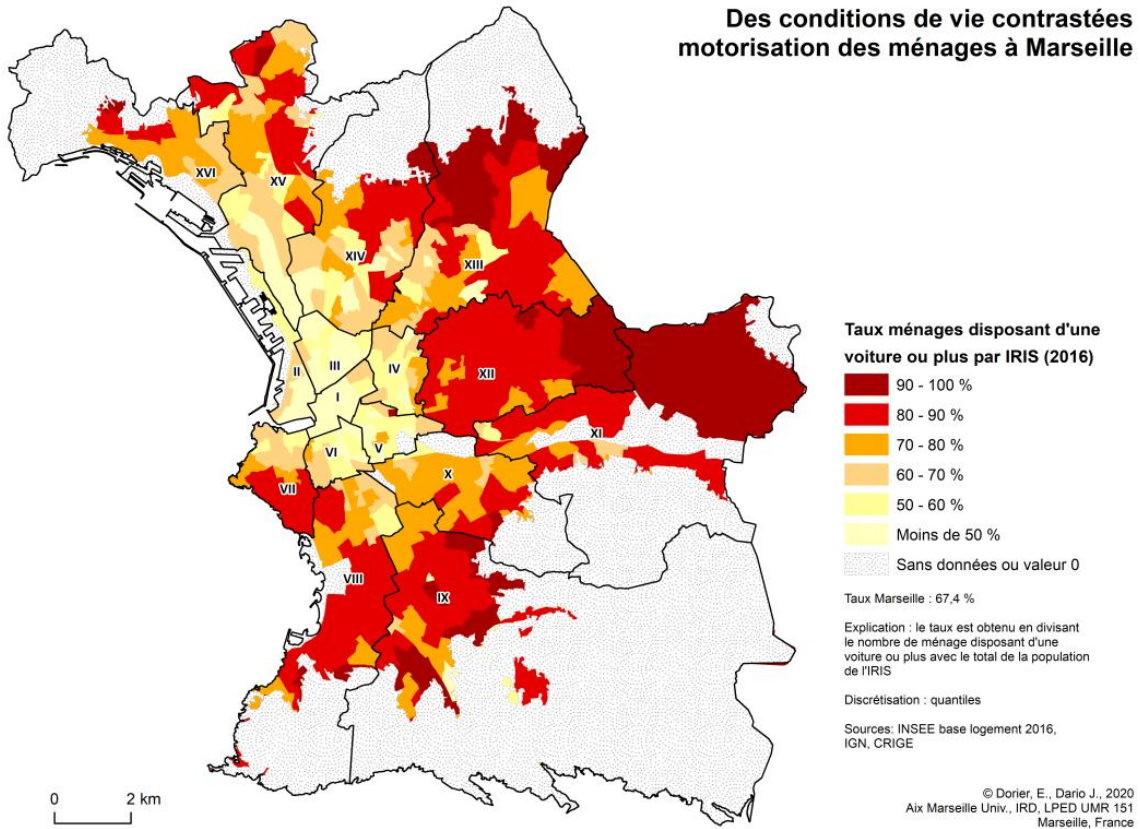 Des conditions de vie contrastées
motorisation des ménages à Marseille
XVI
XV
XIV
XIII
II
III
IV
I
XII
XI
VI
V
VII
X
VIII
IX
Taux ménages disposant d'une
voiture ou plus par IRIS (2016)
90 - 100 %
80 - 90 %
70 - 80 %
60 - 70 %
50 - 60 %
Moins de 50 %
Sans données ou valeur 0
Taux Marseille : 67,4 %
Explication : le taux est obtenu en divisant
le nombre de ménage disposant d'une
voiture ou plus avec le total de la population
de l'IRIS
Discrétisation : quantiles
Sources: INSEE base logement 2016,
IGN, CRIGE
0 2 km
© Dorier, E., Dario J., 2020
Aix Marseille Univ., IRD, LPED UMR 151
Marseille, France